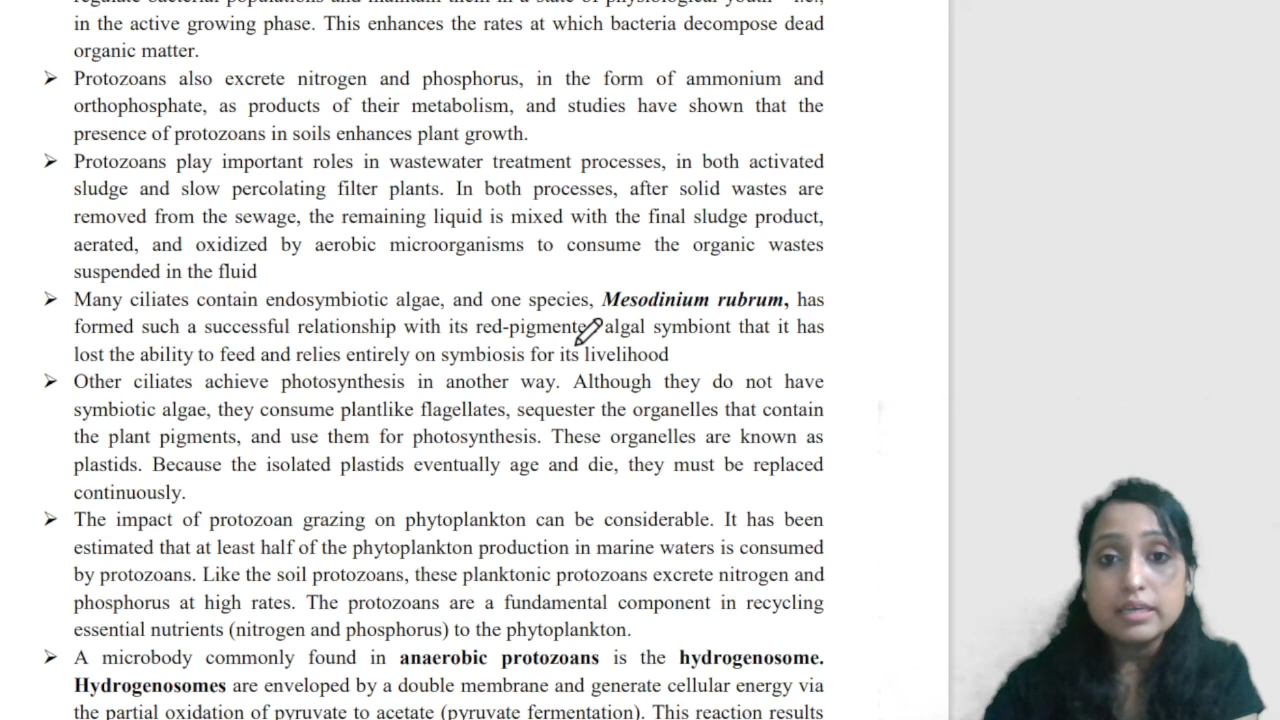 in the active growing phase. This enhances the rates at which bacteria decompose dead
organic matter.
➢ Protozoans also excrete nitrogen and phosphorus, in the form of ammonium and
orthophosphate, as products of their metabolism, and studies have shown that the
presence of protozoans in soils enhances plant growth.
➢ Protozoans play important roles in wastewater treatment processes, in both activated
sludge and slow percolating filter plants. In both processes, after solid wastes are
removed from the sewage, the remaining liquid is mixed with the final sludge product,
aerated, and oxidized by aerobic microorganisms to consume the organic wastes
suspended in the fluid
➢ Many ciliates contain endosymbiotic algae, and one species, Mesodinium rubrum, has
formed such a successful relationship with its red-pigmente algal symbiont that it has
lost the ability to feed and relies entirely on symbiosis for its livelihood
➢ Other ciliates achieve photosynthesis in another way. Although they do not have
symbiotic algae, they consume plantlike flagellates, sequester the organelles that contain
the plant pigments, and use them for photosynthesis. These organelles are known as
plastids. Because the isolated plastids eventually age and die, they must be replaced
continuously.
➢ The impact of protozoan grazing on phytoplankton can be considerable. It has been
estimated that at least half of the phytoplankton production in marine waters is consumed
by protozoans. Like the soil protozoans, these planktonic protozoans excrete nitrogen and
phosphorus at high rates. The protozoans are a fundamental component in recycling
essential nutrients (nitrogen and phosphorus) to the phytoplankton.
➢ A microbody commonly found in anaerobic protozoans is the hydrogenosome.
Hydrogenosomes are enveloped by a double membrane and generate cellular energy via
the partial oxidation of pyruvate to acetate (pyruvate fermentation). This reaction results